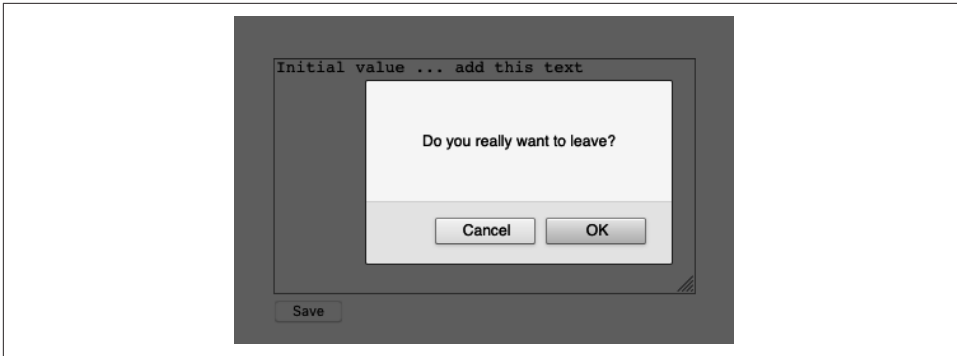 Initial value ... add this text
Do you really want to leave?
Cancel
OK
Save